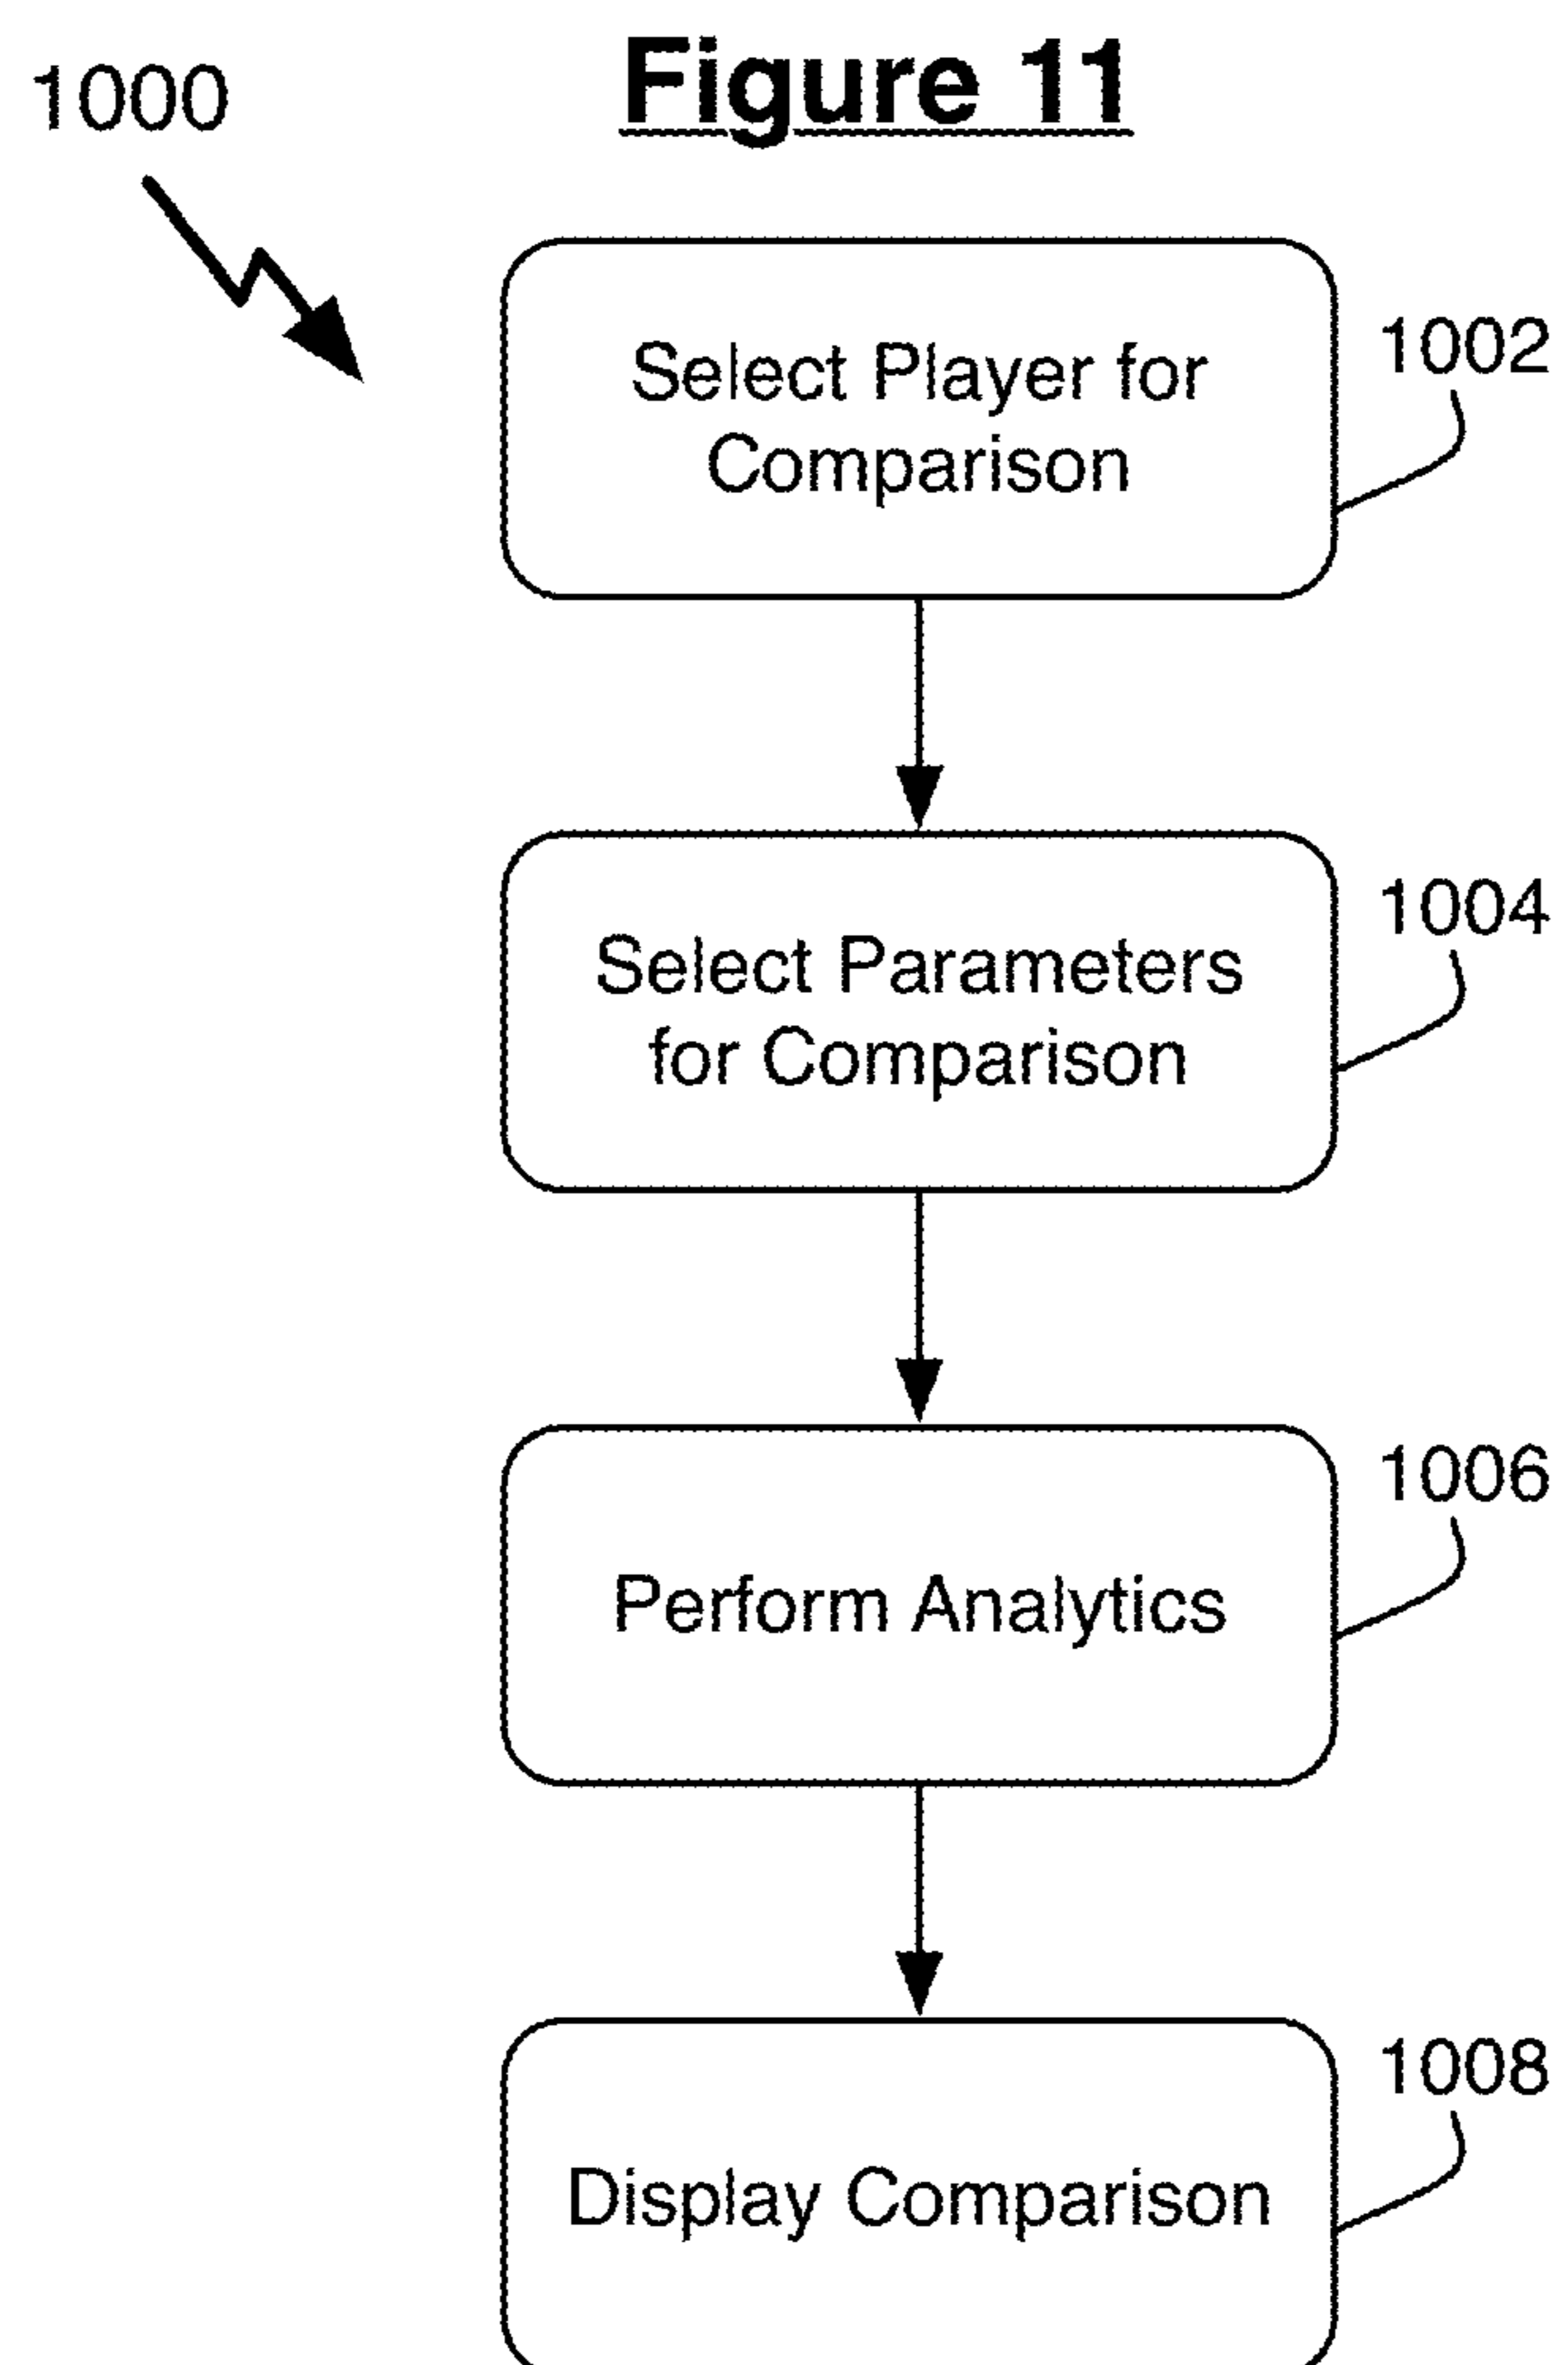 1000
Figure 11
Select Player for
Comparison
1002
Select Parameters
for Comparison
1004
Perform Analytics
1006
Display Comparison
1008